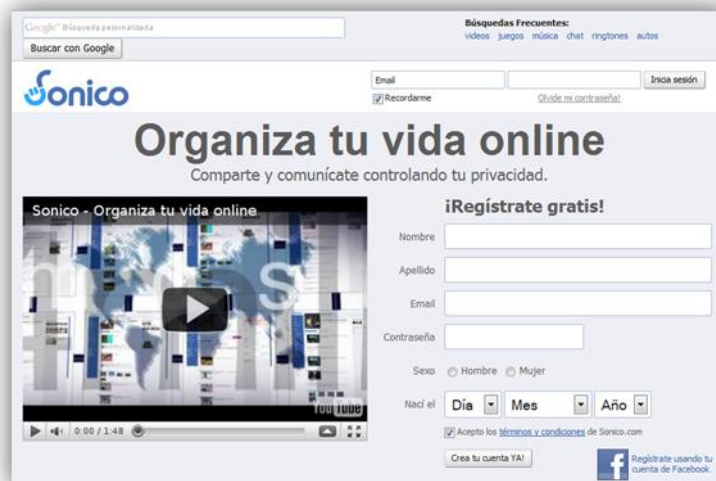 Google™ Búsqueda personalizada
Buscar con Google
Búsquedas Frecuentes:
videos juegos música chat ringtones autos
Sonico
Email
Inicia sesión
Recordarme
Olvide mi contraseña!
Organiza tu vida online
Comparte y comunícate controlando tu privacidad.
Sonico - Organiza tu vida online
You Tube
0:00 / 1:48
¡Regístrate gratis!
Nombre
Apellido
Email
Contraseña
Sexo Hombre Mujer
Nací el Día Mes Año
Acepto los términos y condiciones de Sonico.com
Crea tu cuenta YA!
Regístrate usando tu
cuenta de Facebook